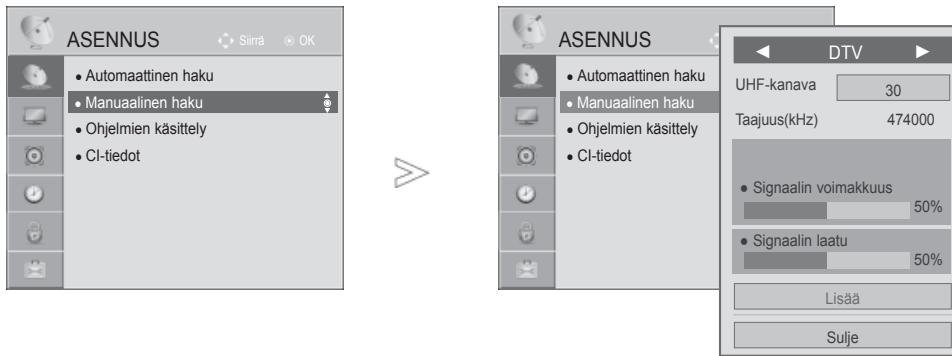 ASENNUS Siirrä OK
• Automaattinen haku
• Manuaalinen haku
• Ohjelmien käsittely
• CI-tiedot
ASENNUS
• Automaattinen haku
• Manuaalinen haku
• Ohjelmien käsittely
• CI-tiedot
◄ DTV ►
UHF-kanava 30
Taajuus(kHz) 474000
• Signaalin voimakkuus
50%
• Signaalin laatu
50%
Lisää
Sulje